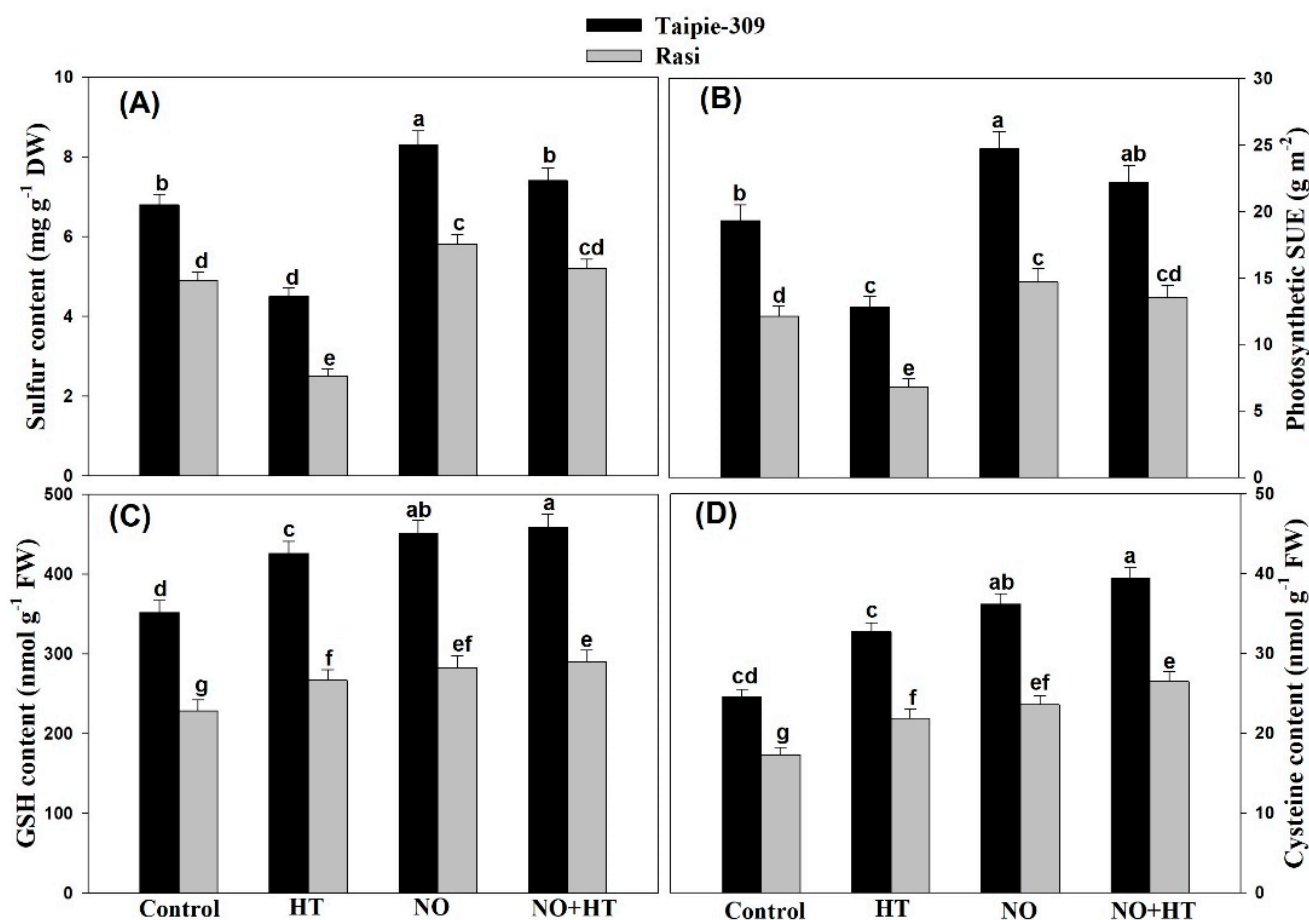 Taipie-309
Rasi
(A)
Sulfur content (mg g-1 DW)
10
8
6
4
2
0
b
d
d
e
a
c
b
cd
(B)
Photosynthetic SUE (g m-2)
30
25
20
15
10
5
0
b
d
c
e
a
c
ab
cd
(C)
GSH content (nmol g-1 FW)
500
400
300
200
100
0
d
g
c
f
ab
ef
a
e
Control HT NO NO+HT
(D)
Cysteine content (nmol g-1 FW)
50
40
30
20
10
0
cd
g
c
f
ab
ef
a
e
Control HT NO NO+HT